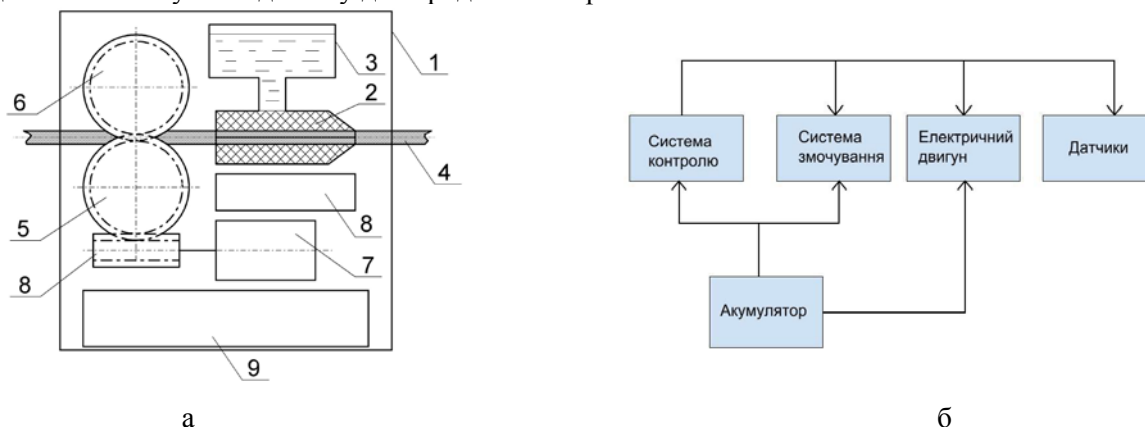 1
3
2
6
4
5
8
7
8
9
Система
контролю
Система
змочування
Електричний
двигун
Датчики
Акумулятор
а
б